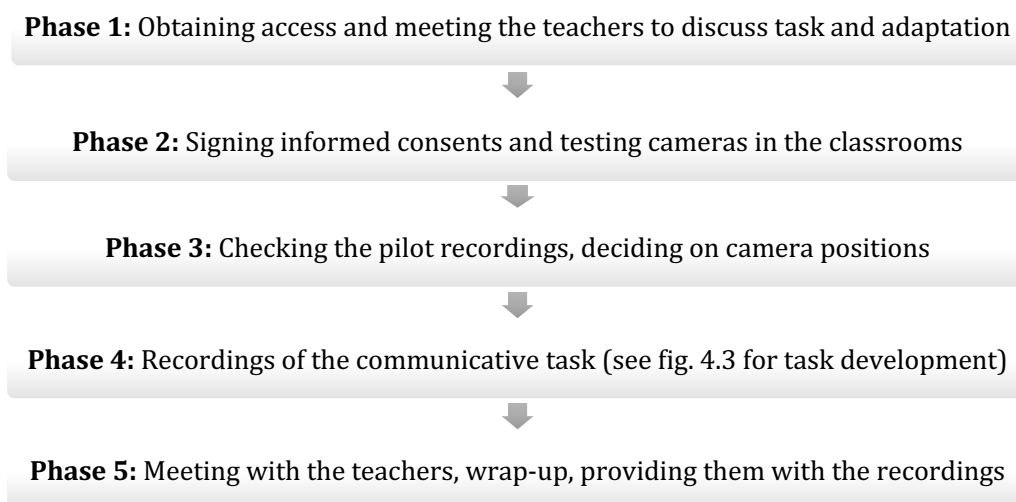 Phase 1: Obtaining access and meeting the teachers to discuss task and adaptation
Phase 2: Signing informed consents and testing cameras in the classrooms
Phase 3: Checking the pilot recordings, deciding on camera positions
Phase 4: Recordings of the communicative task (see fig. 4.3 for task development)
Phase 5: Meeting with the teachers, wrap-up, providing them with the recordings